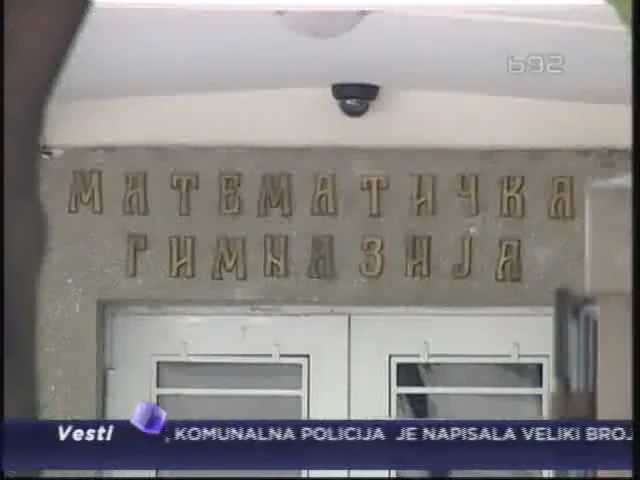 b92
МАТЕМАТИЧКА
ГИМНАЗИЈА
Vesti , KOMUNALNA POLICIJA JE NAPISALA VELIKI BROJ